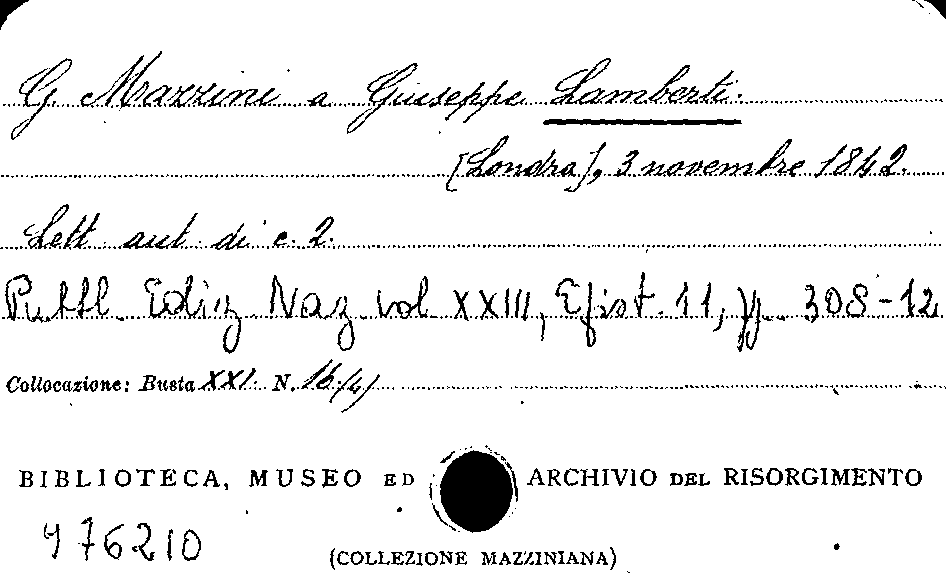 G. Mazzini a Giuseppe Lamberti.
[Londra], 3 novembre 1842.
Lett. aut. di c. 2.
Pubbl. Ediz. Naz. vol. XXIII, Epist. 11, pp. 308-12.
Collocazione: Busta XXI. N. 16/4/
BIBLIOTECA, MUSEO ED ARCHIVIO DEL RISORGIMENTO
476210
(COLLEZIONE MAZZINIANA)